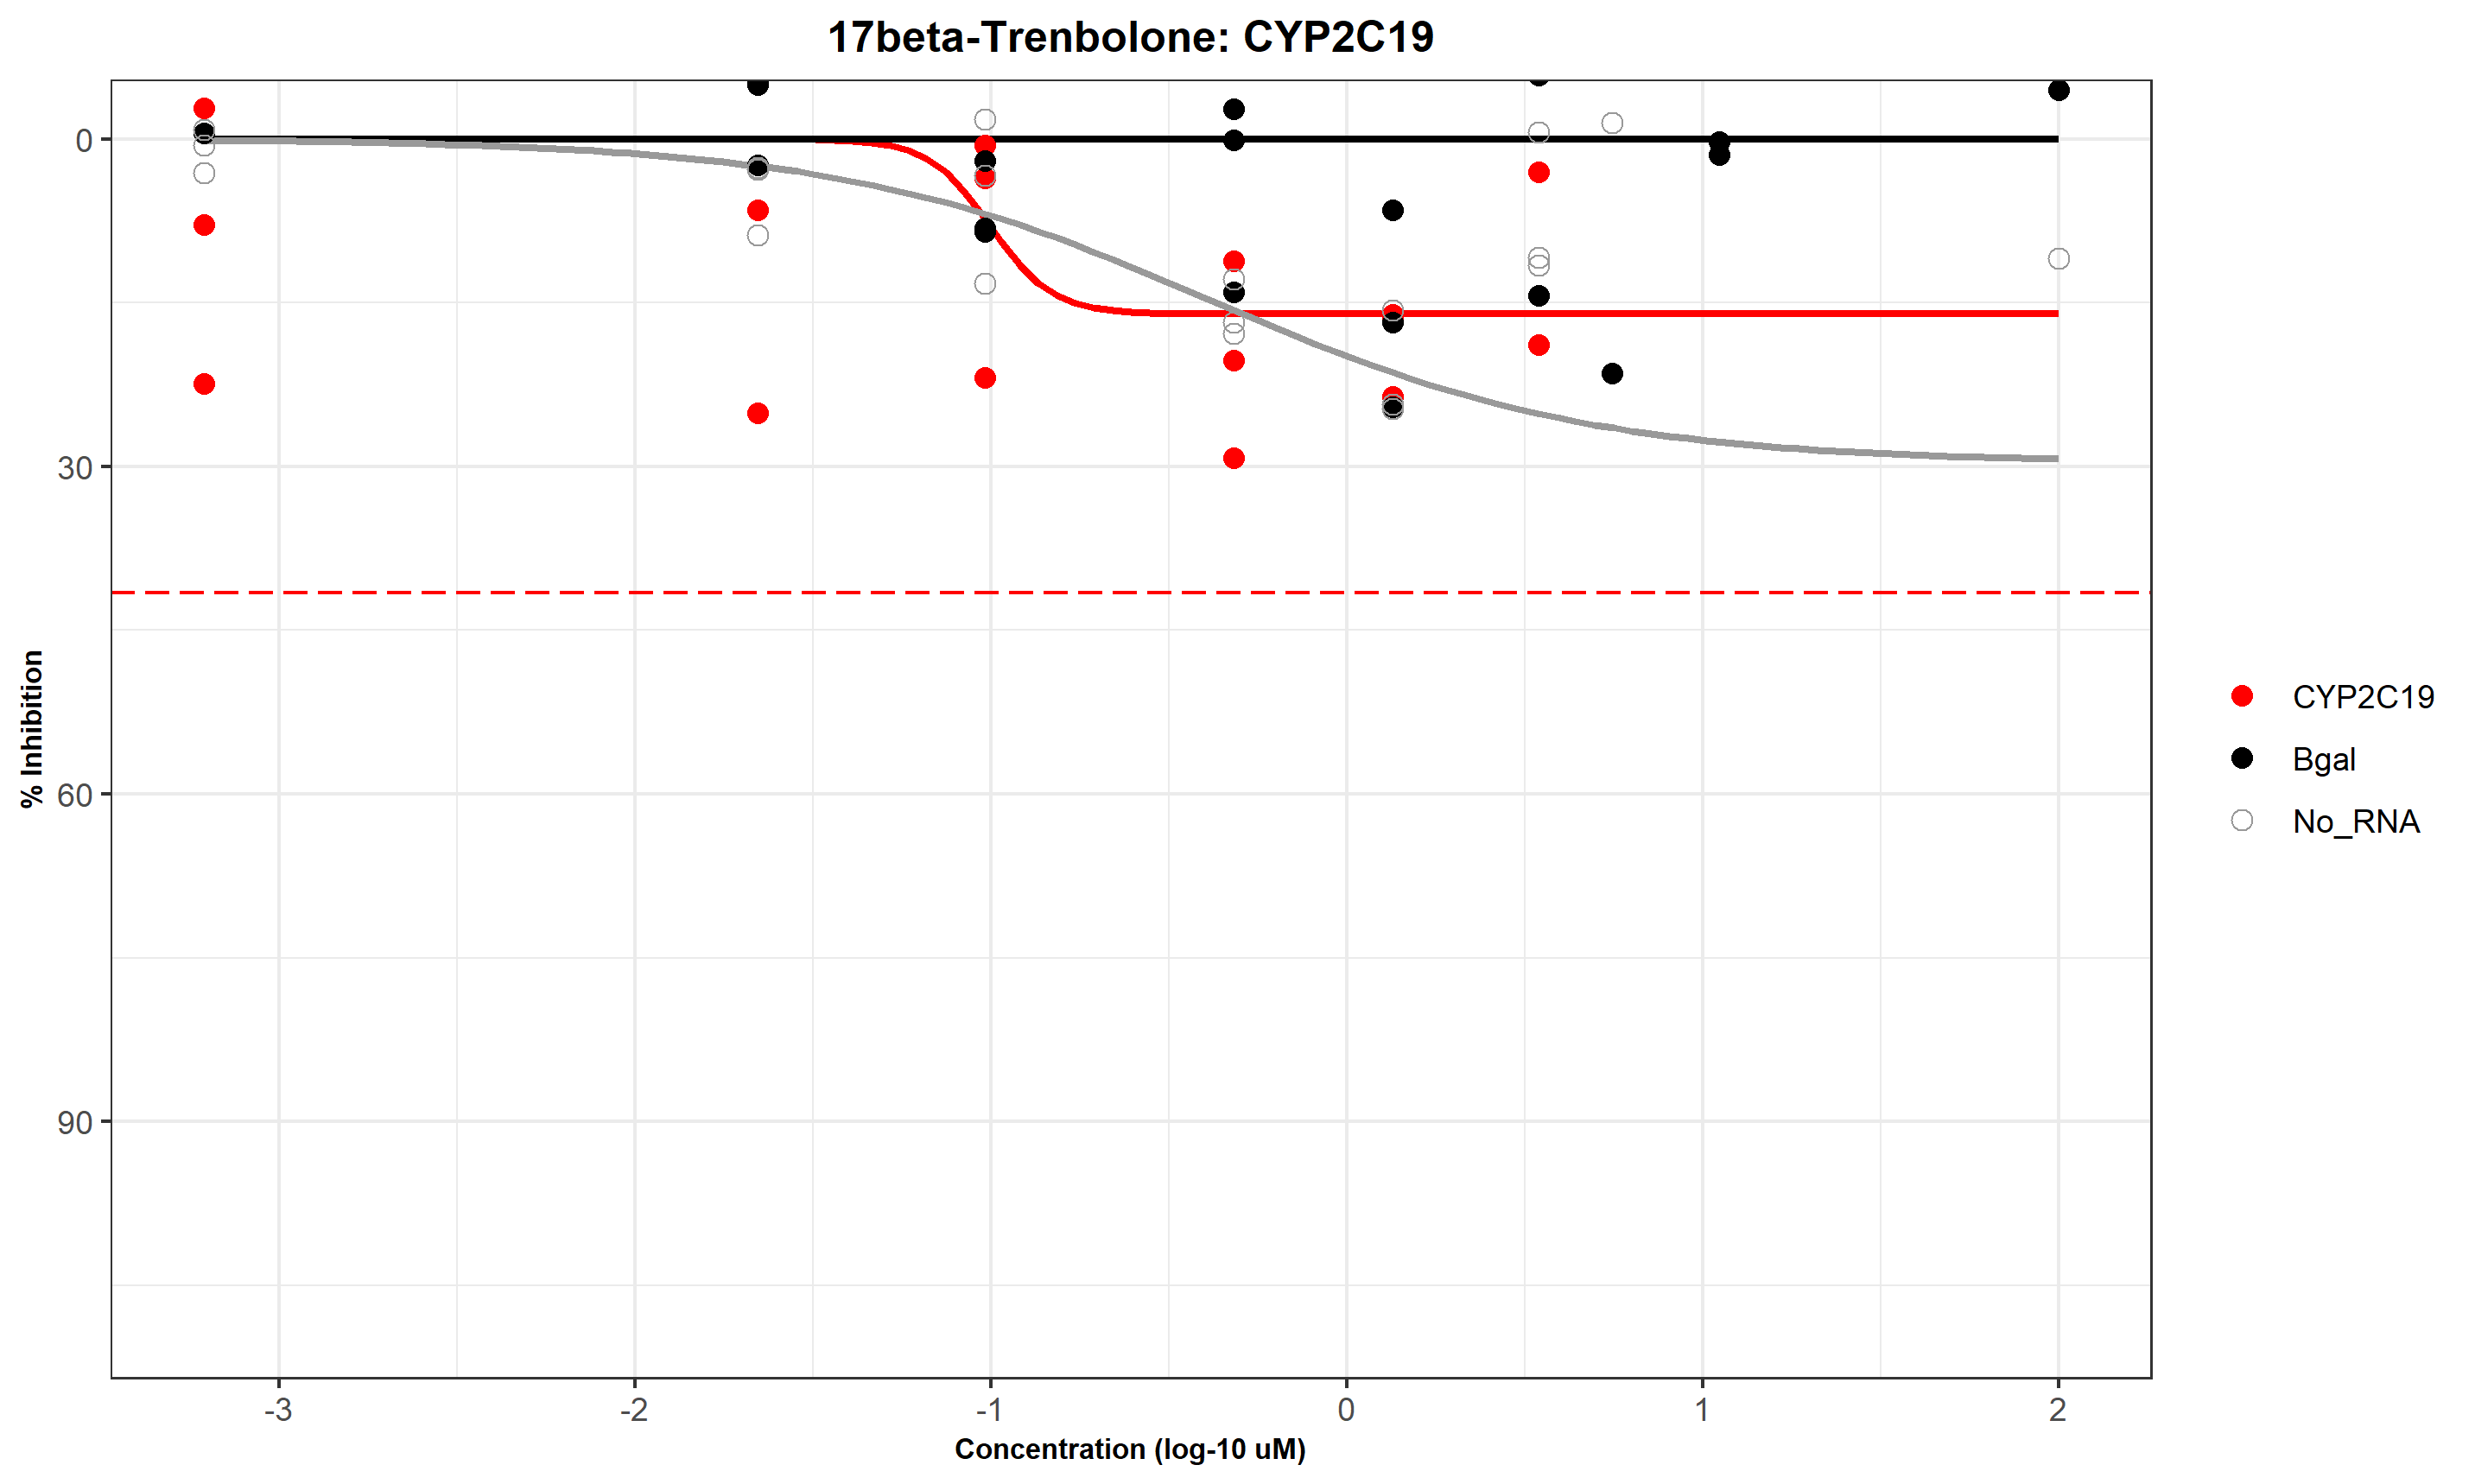 17beta-Trenbolone: CYP2C19
% Inhibition
0
30
60
90
-3
-2
-1
0
1
2
Concentration (log-10 uM)
CYP2C19
Bgal
No_RNA